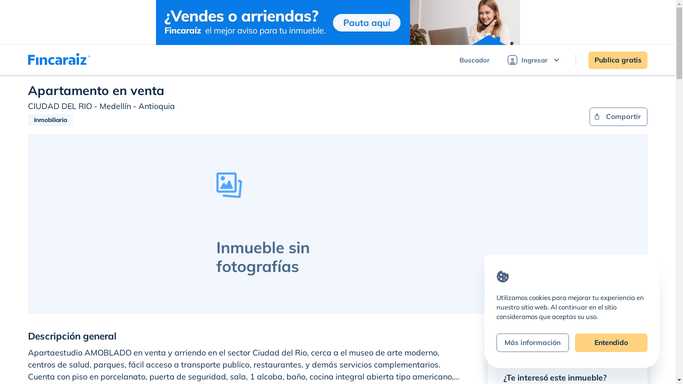 ¿Vendes o arriendas?
Fincaraíz el mejor aviso para tu inmueble.
Pauta aquí
Fincaraíz
Buscador
Ingresar
Publica gratis
Apartamento en venta
CIUDAD DEL RIO - Medellín - Antioquia
Inmobiliaria
Compartir
Inmueble sin
fotografías
Descripción general
Apartaestudio AMOBLADO en venta y arriendo en el sector Ciudad del Rio, cerca a el museo de arte moderno,
centros de salud, parques, fácil acceso a transporte publico, restaurantes, y demás servicios complementarios.
Cuenta con piso en porcelanato, puerta de seguridad, sala, 1 alcoba, baño, cocina integral abierta tipo americano,...
Utilizamos cookies para mejorar tu experiencia en
nuestro sitio web. Al continuar en el sitio
consideramos que aceptas su uso.
Más información
Entendido
¿Te interesó este inmueble?